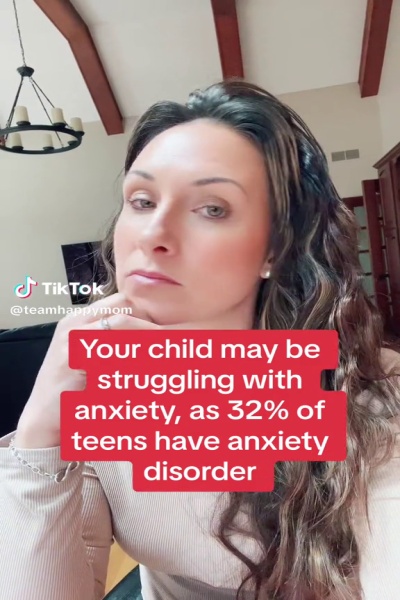 TikTok
@teamhappymom
Your child may be
struggling with
anxiety, as 32% of
teens have anxiety
disorder